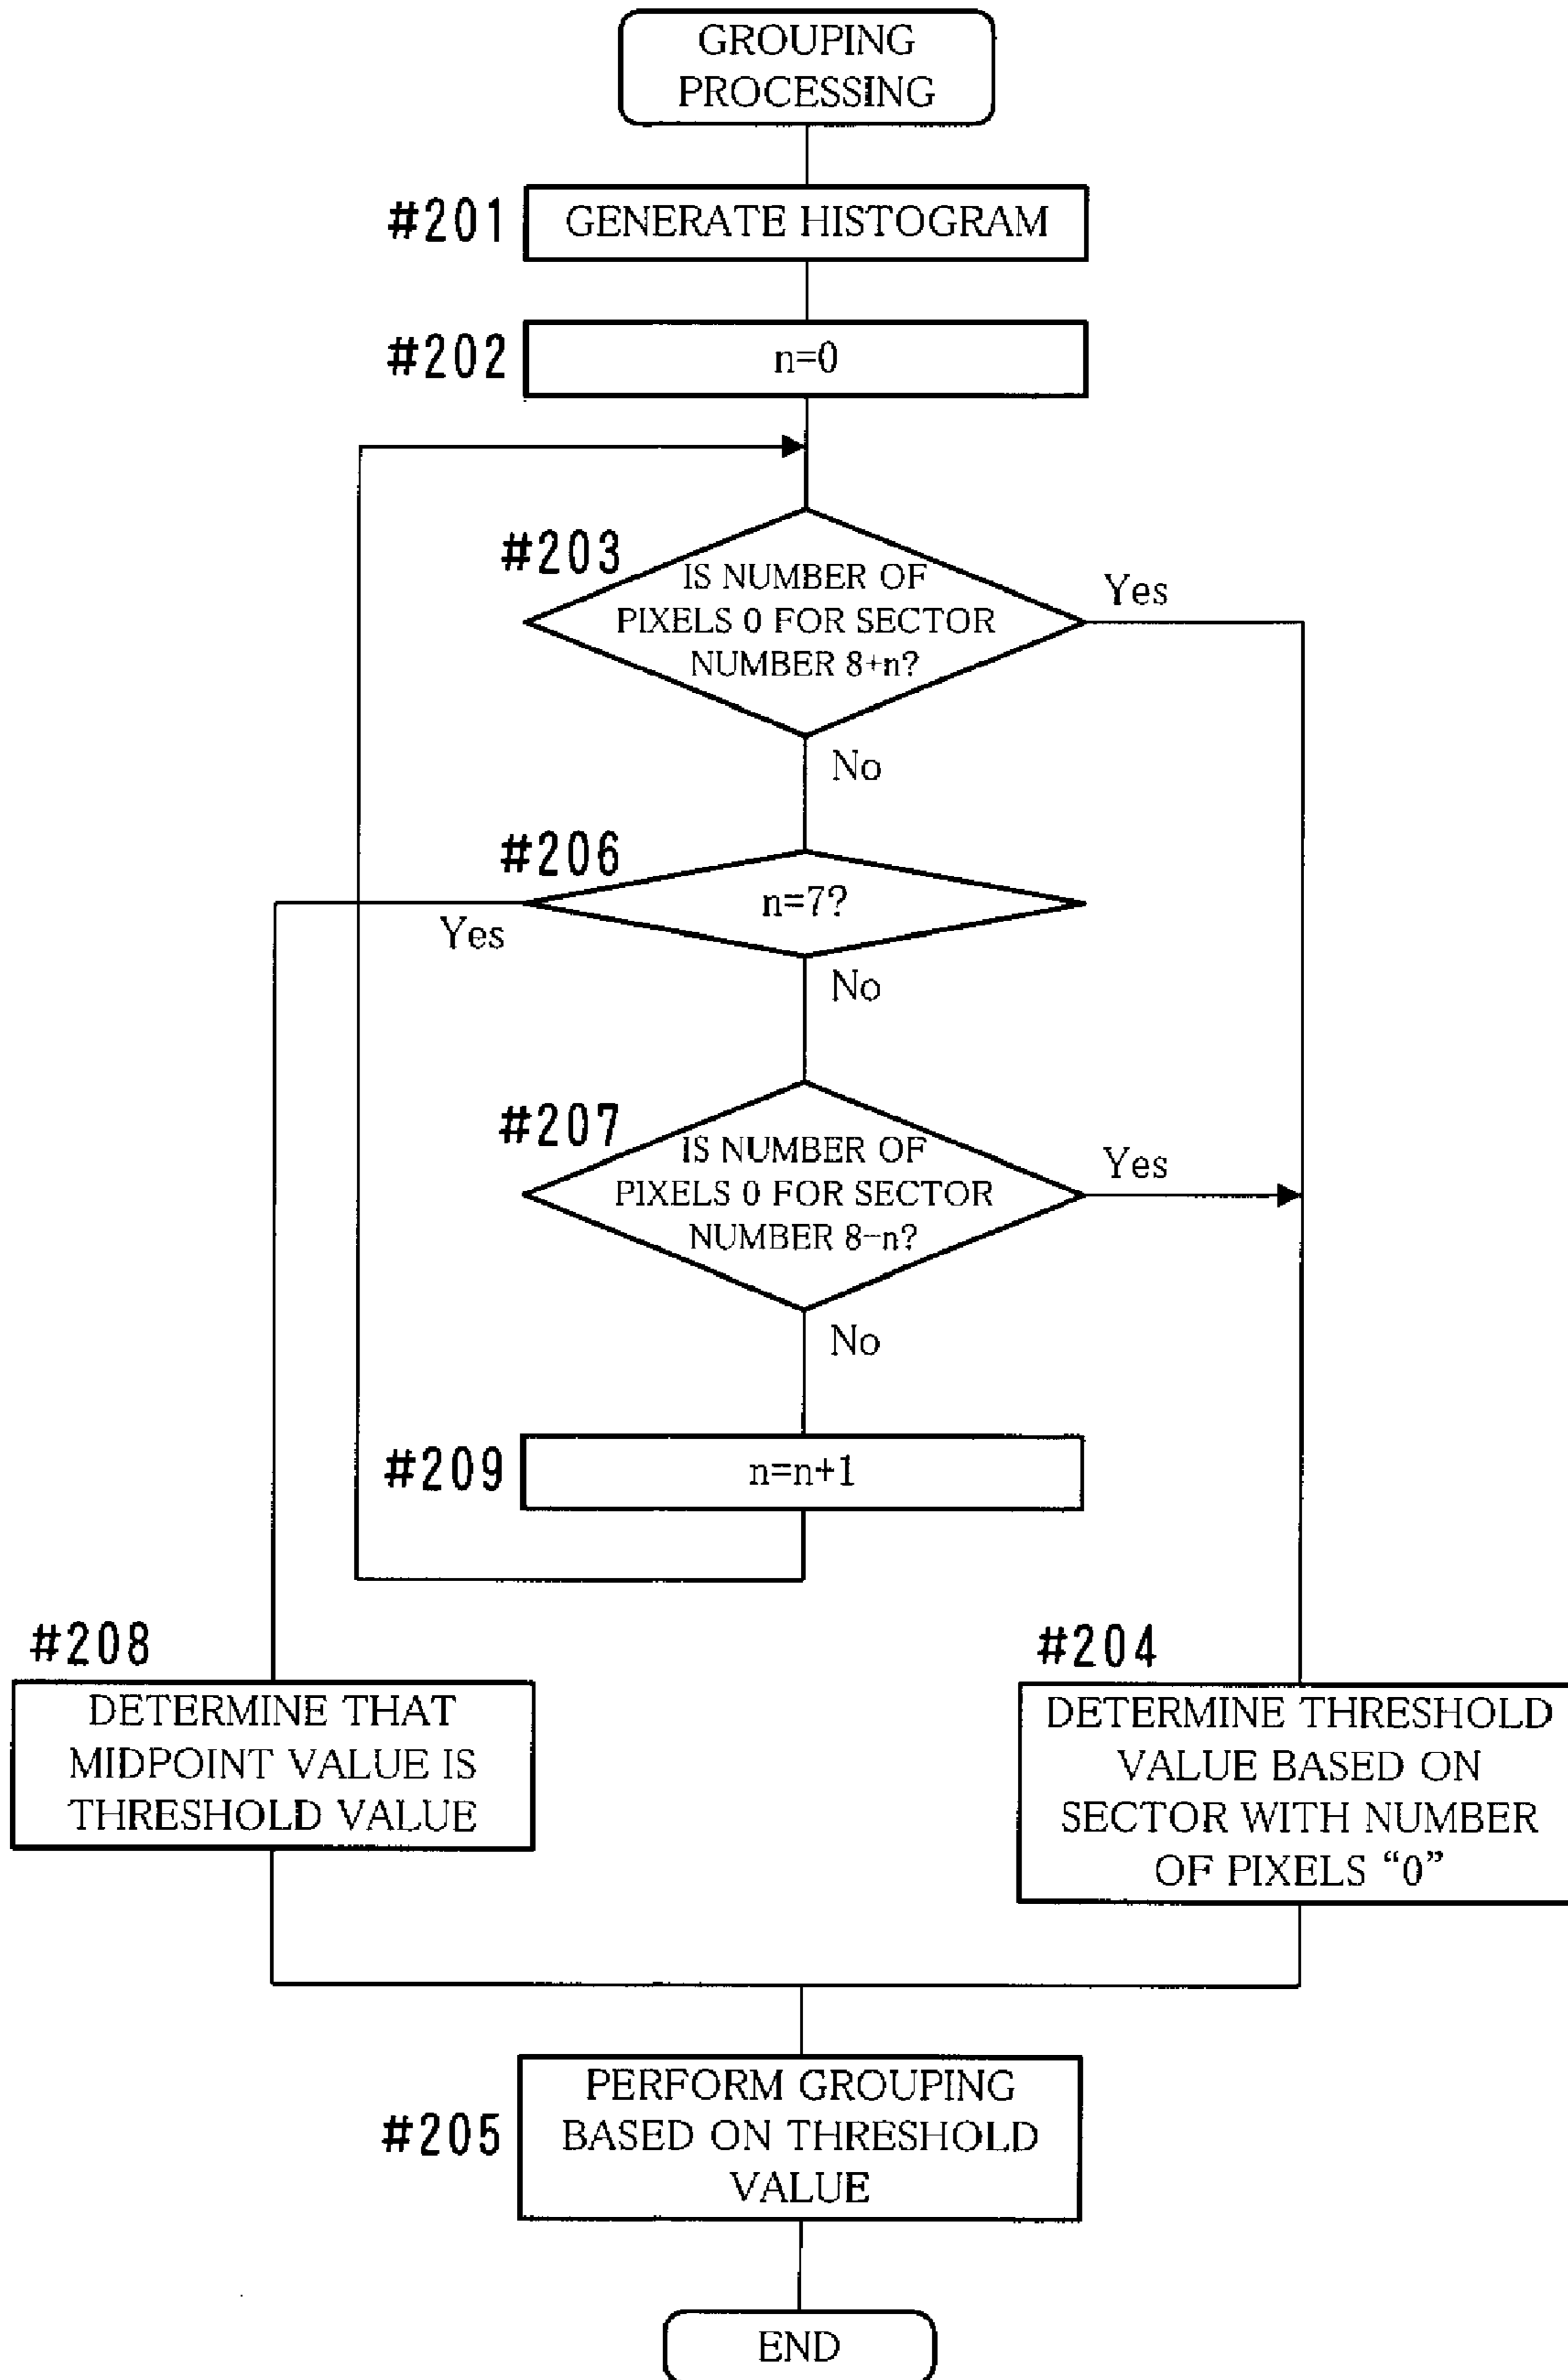 GROUPING
PROCESSING
#201
GENERATE HISTOGRAM
#202
n=0
#203
IS NUMBER OF
PIXELS 0 FOR SECTOR
NUMBER 8+n?
Yes
No
#206
n=7?
Yes
No
#207
IS NUMBER OF
PIXELS 0 FOR SECTOR
NUMBER 8−n?
Yes
No
#209
n=n+1
#208
DETERMINE THAT
MIDPOINT VALUE IS
THRESHOLD VALUE
#204
DETERMINE THRESHOLD
VALUE BASED ON
SECTOR WITH NUMBER
OF PIXELS “0”
#205
PERFORM GROUPING
BASED ON THRESHOLD
VALUE
END